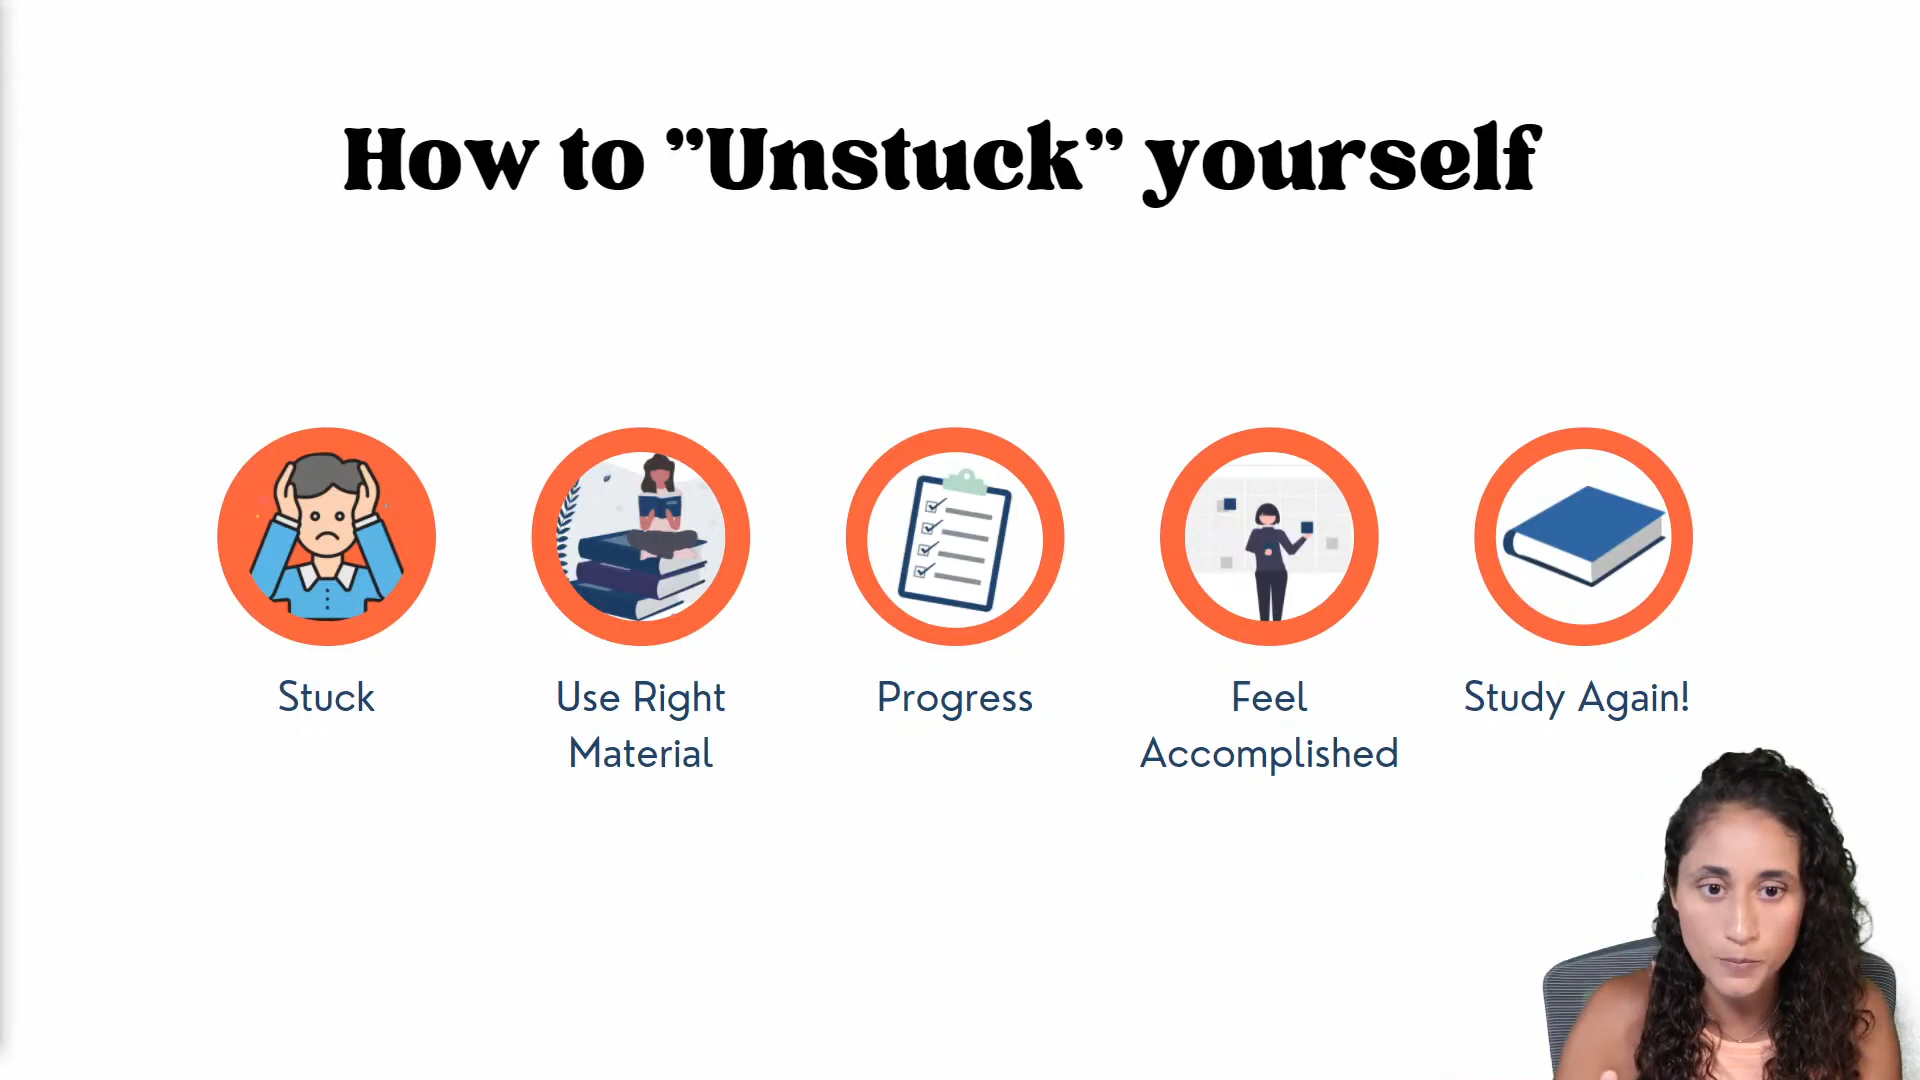 How to ”Unstuck” yourself
Stuck
Use Right
Material
Progress
Feel
Accomplished
Study Again!